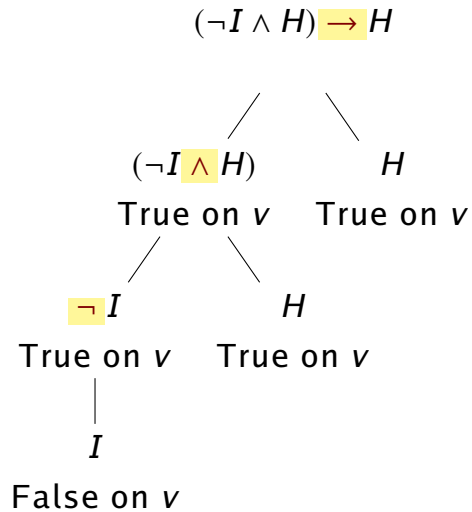 (¬I ∧ H) → H
(¬I ∧ H) H
True on v True on v
¬ I H
True on v True on v
I
False on v